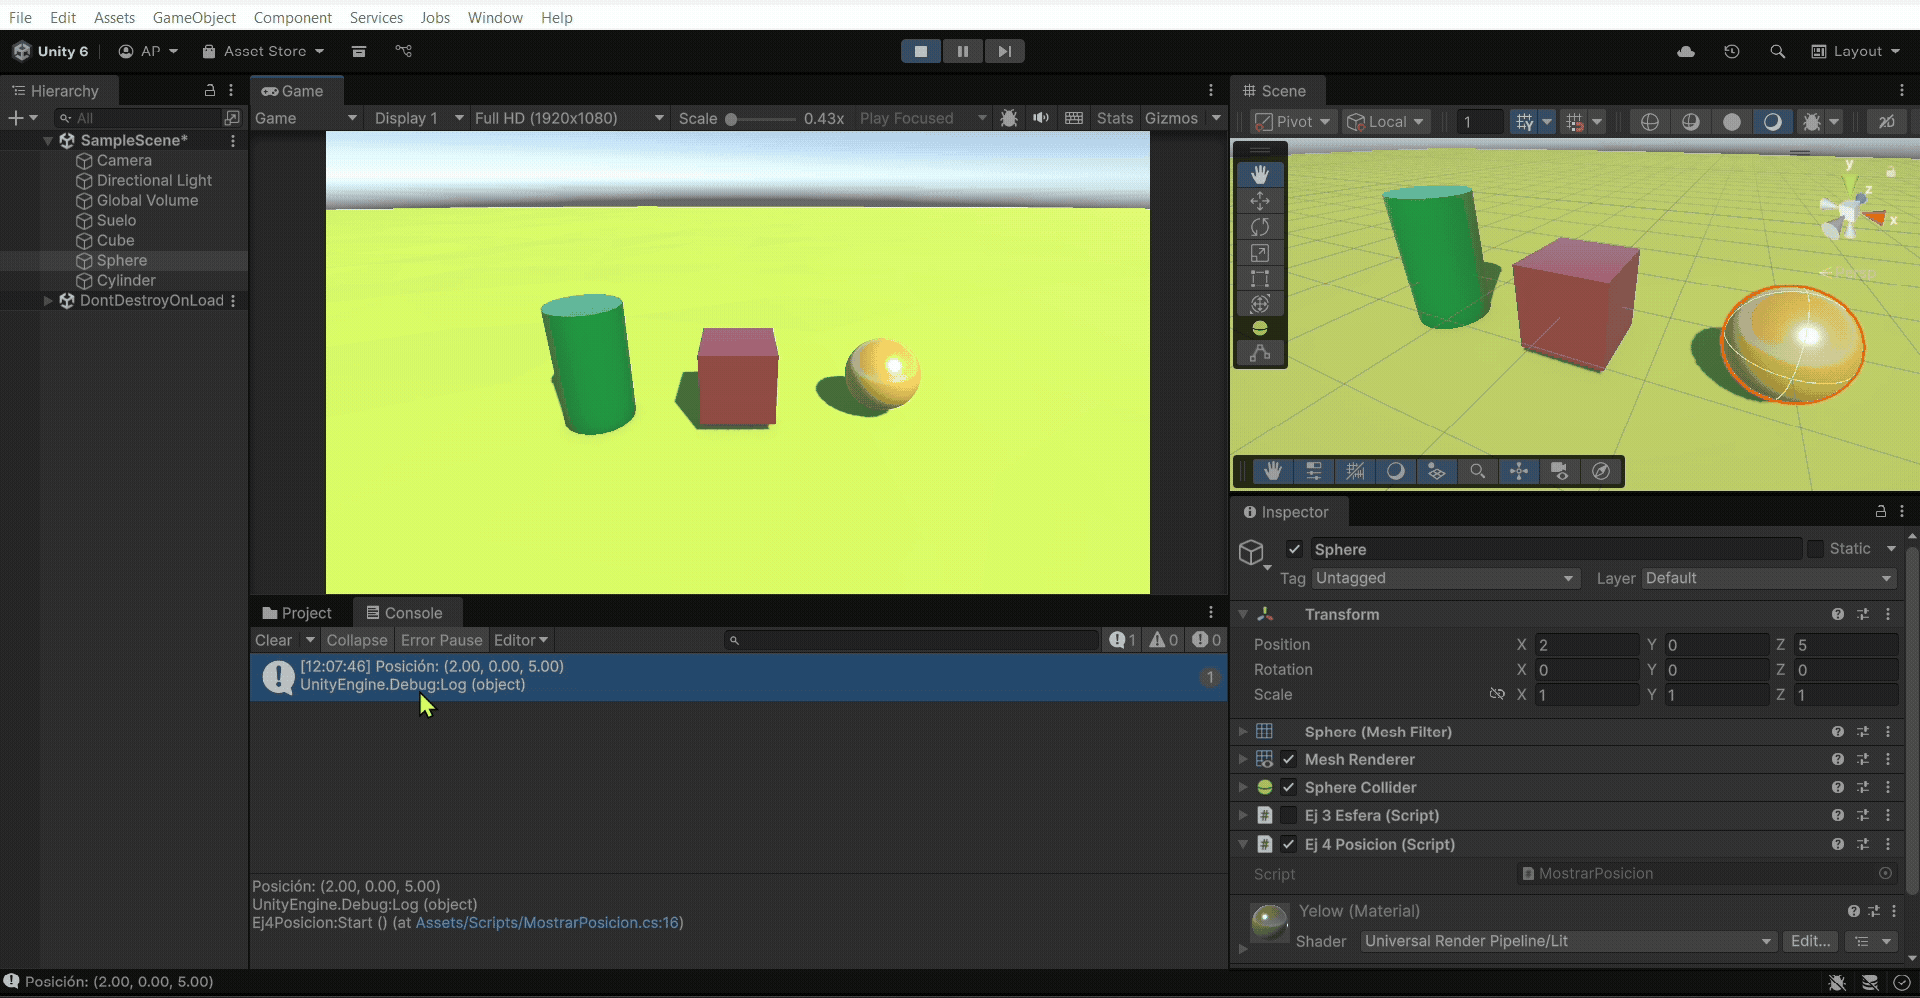 File Edit Assets GameObject Component Services Jobs Window Help
Unity 6 AP Asset Store Layout
Hierarchy
All
SampleScene*
Camera
Directional Light
Global Volume
Suelo
Cube
Sphere
Cylinder
DontDestroyOnLoad
Game
Game Display 1 Full HD (1920x1080) Scale 0.43x Play Focused Stats Gizmos
Scene
Pivot Local 1 2D
y
z
x
Persp
Project Console
Clear Collapse Error Pause Editor 1 0 0
[12:07:46] Posición: (2.00, 0.00, 5.00)
UnityEngine.Debug:Log (object)
1
Posición: (2.00, 0.00, 5.00)
UnityEngine.Debug:Log (object)
Ej4Posicion:Start () (at Assets/Scripts/MostrarPosicion.cs:16)
Inspector
Sphere Static
Tag Untagged Layer Default
Transform
Position X 2 Y 0 Z 5
Rotation X 0 Y 0 Z 0
Scale X 1 Y 1 Z 1
Sphere (Mesh Filter)
Mesh Renderer
Sphere Collider
Ej 3 Esfera (Script)
Ej 4 Posicion (Script)
Script MostrarPosicion
Yelow (Material)
Shader Universal Render Pipeline/Lit Edit...
Posición: (2.00, 0.00, 5.00)